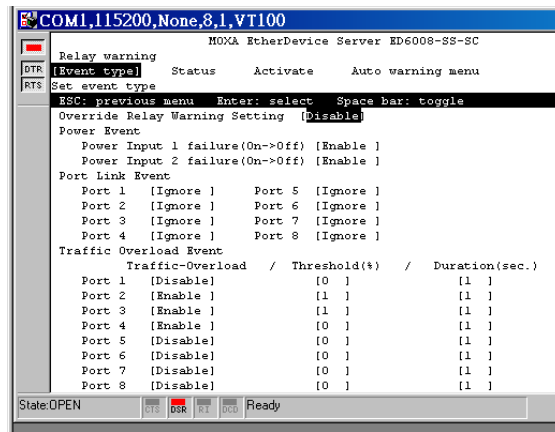 COM1,115200,None,8,1,VT100
MOXA EtherDevice Server ED6008-SS-SC
Relay warning
DTR
[Event type] Status Activate Auto warning menu
RTS
Set event type
ESC: previous menu Enter: select Space bar: toggle
Override Relay Warning Setting [Disable]
Power Event
Power Input 1 failure(On->Off) [Enable ]
Power Input 2 failure(On->Off) [Enable ]
Port Link Event
Port 1 [Ignore ] Port 5 [Ignore ]
Port 2 [Ignore ] Port 6 [Ignore ]
Port 3 [Ignore ] Port 7 [Ignore ]
Port 4 [Ignore ] Port 8 [Ignore ]
Traffic Overload Event
Traffic-Overload / Threshold(%) / Duration(sec.)
Port 1 [Disable] [0 ] [1 ]
Port 2 [Enable ] [1 ] [1 ]
Port 3 [Enable ] [1 ] [1 ]
Port 4 [Enable ] [0 ] [1 ]
Port 5 [Disable] [0 ] [1 ]
Port 6 [Disable] [0 ] [1 ]
Port 7 [Disable] [0 ] [1 ]
Port 8 [Disable] [0 ] [1 ]
State:OPEN CTS DSR RI DCD Ready